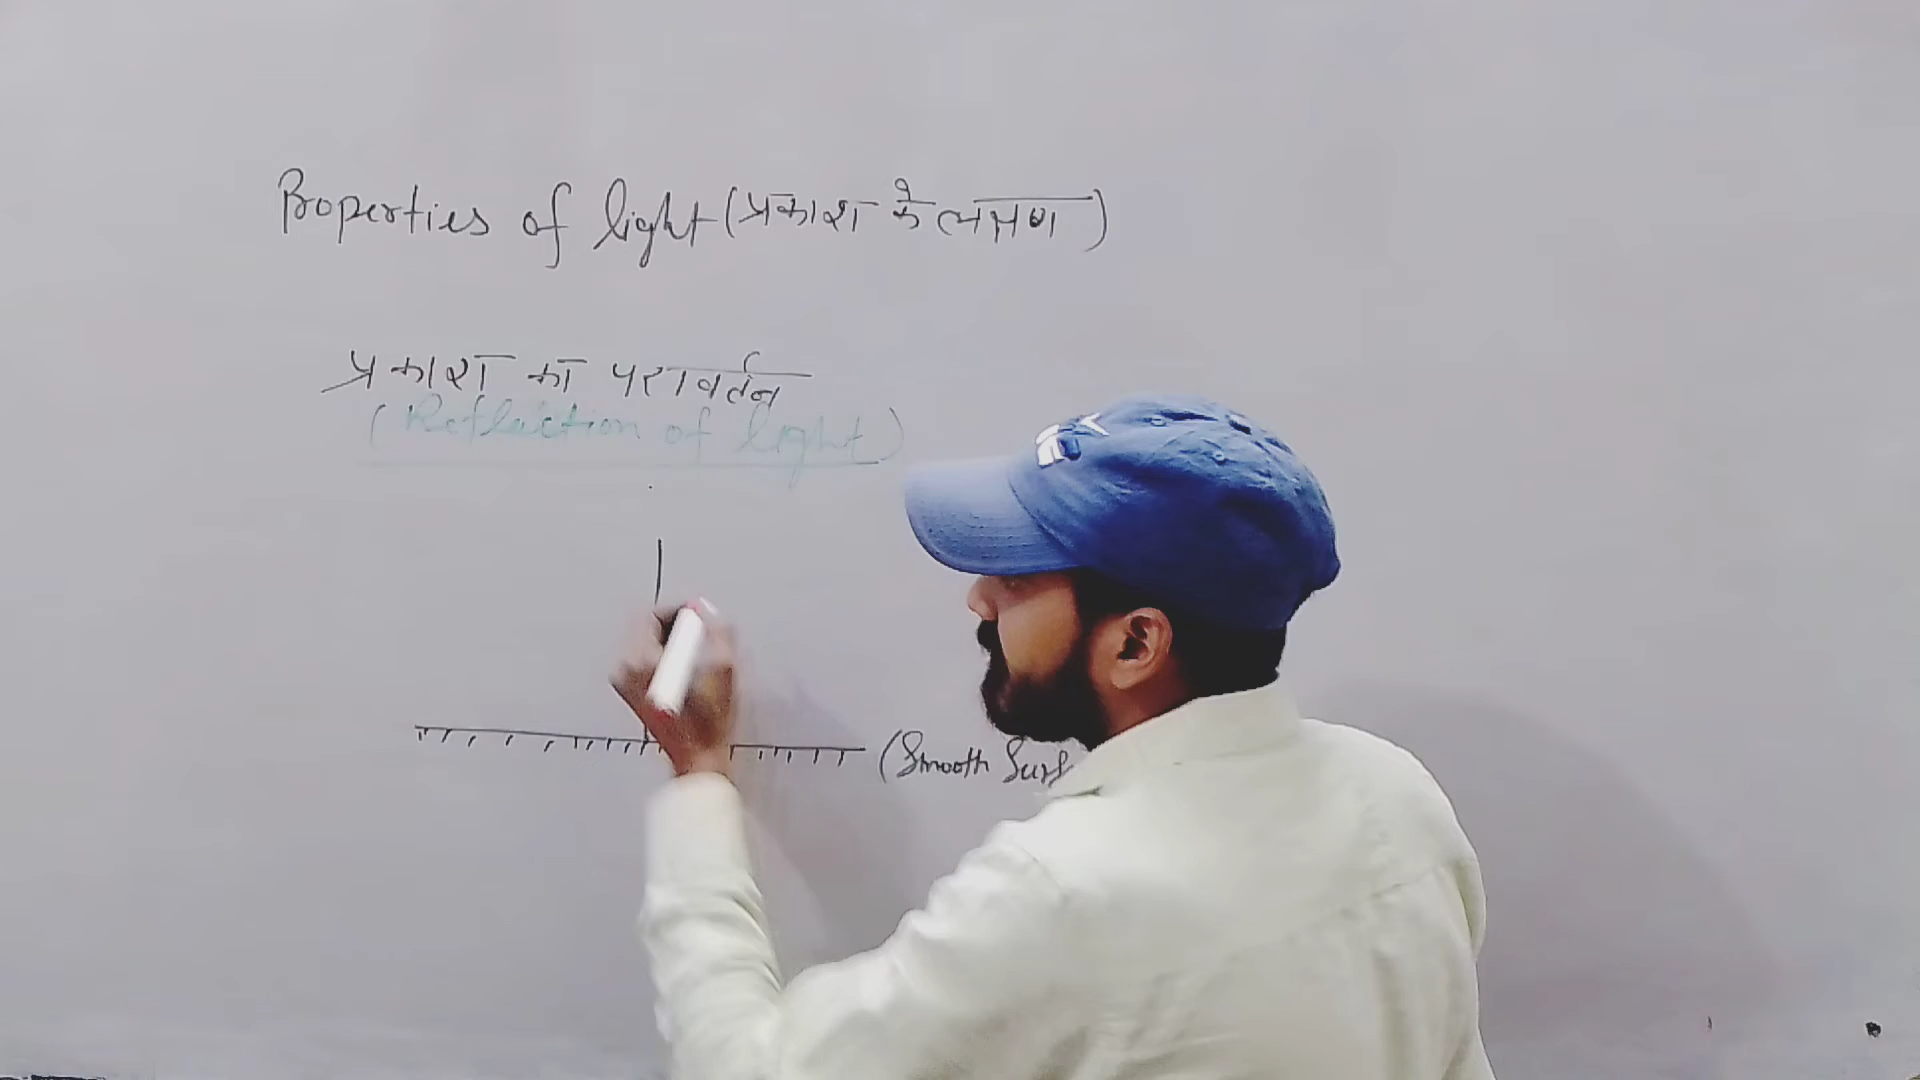 Properties of light (प्रकाश के लक्षण)
प्रकाश का परावर्तन
(Reflection of light)
(Smooth Surf